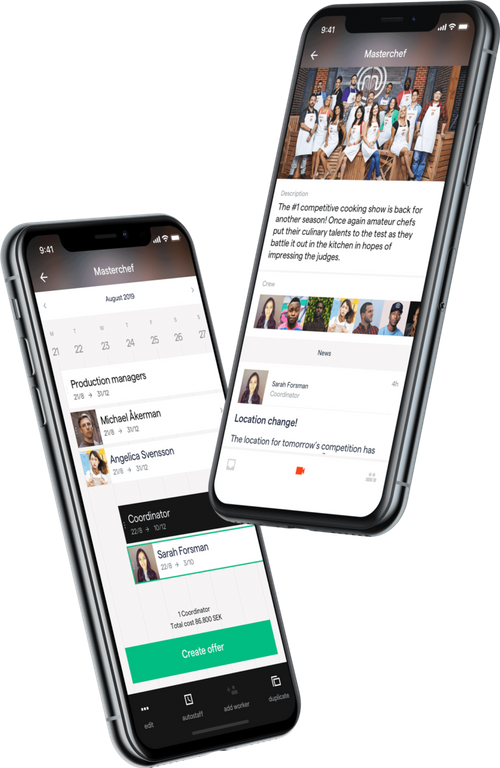 9:41
Masterchef
Description
The #1 competitive cooking show is back for
another season! Once again amateur chefs
put their culinary talents to the test as they
battle it out in the kitchen in hopes of
impressing the judges.
Crew
News
Sarah Forsman
4h
Coordinator
Location change!
The location for tomorrow's competition has
9:41
Masterchef
August 2019
M T W T F S S
21 22 23 24 25 26 27
Production managers
21/8 → 31/12
Michael Åkerman
21/8 → 31/12
Angelica Svensson
21/8 → 31/12
Coordinator
22/8 → 10/12
Sarah Forsman
22/8 → 3/10
1 Coordinator
Total cost 86.800 SEK
Create offer
edit
autostaff
add worker
duplicate